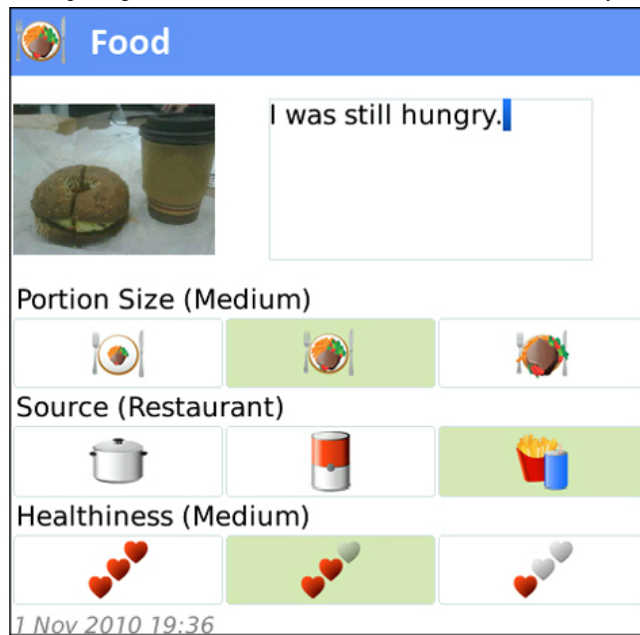 Food
I was still hungry.
Portion Size (Medium)
Source (Restaurant)
Healthiness (Medium)
1 Nov 2010 19:36